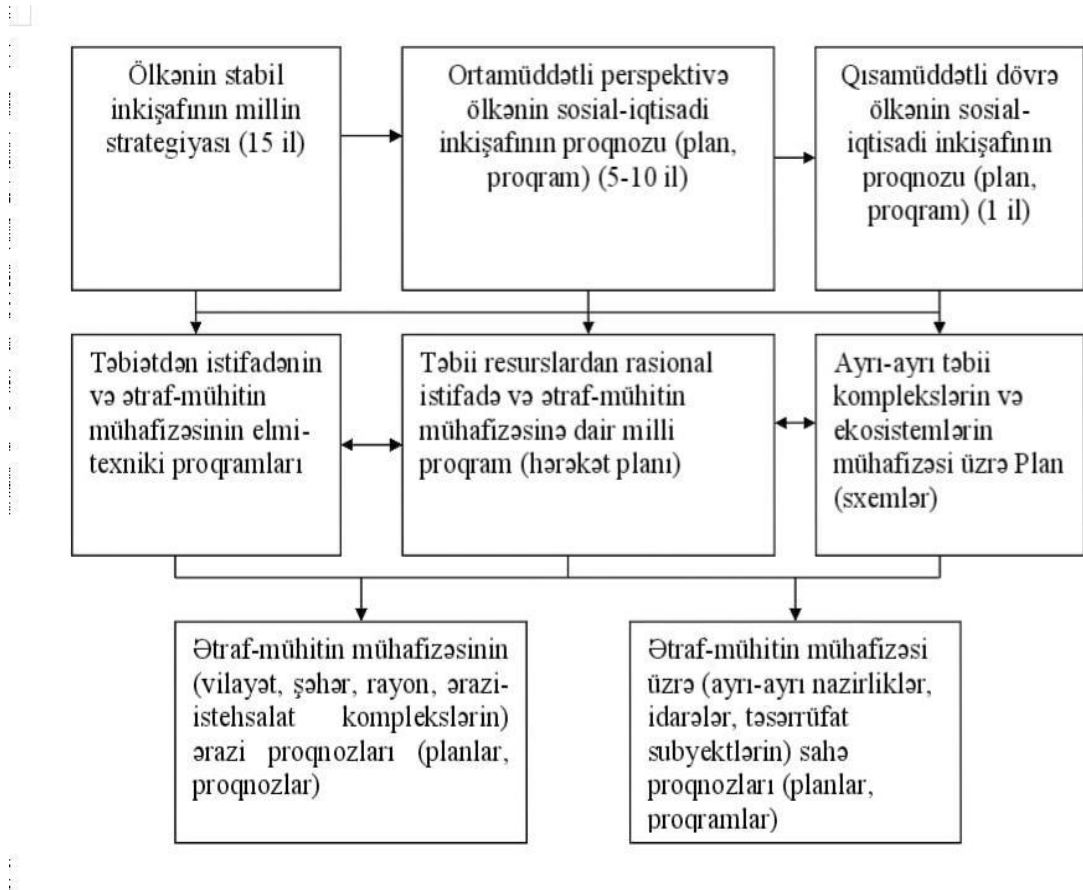 Ölkənin stabil
inkişafının millin
strategiyası (15 il)
Ortamüddətli perspektivə
ölkənin sosial-iqtisadi
inkişafının proqnozu (plan,
proqram) (5-10 il)
Qısamüddətli dövrə
ölkənin sosial-
iqtisadi inkişafının
proqnozu (plan,
proqram) (1 il)
Təbiətdən istifadənin
və ətraf-mühitin
mühafizəsinin elmi-
texniki proqramları
Təbii resurslardan rasional
istifadə və ətraf-mühitin
mühafizəsinə dair milli
proqram (hərəkət planı)
Ayrı-ayrı təbii
komplekslərin və
ekosistemlərin
mühafizəsi üzrə Plan
(sxemlər)
Ətraf-mühitin mühafizəsinin
(vilayət, şəhər, rayon, ərazi-
istehsalat komplekslərin)
ərazi proqnozları (planlar,
proqnozlar)
Ətraf-mühitin mühafizəsi
üzrə (ayrı-ayrı nazirliklər,
idarələr, təsərrüfat
subyektlərin) sahə
proqnozları (planlar,
proqramlar)